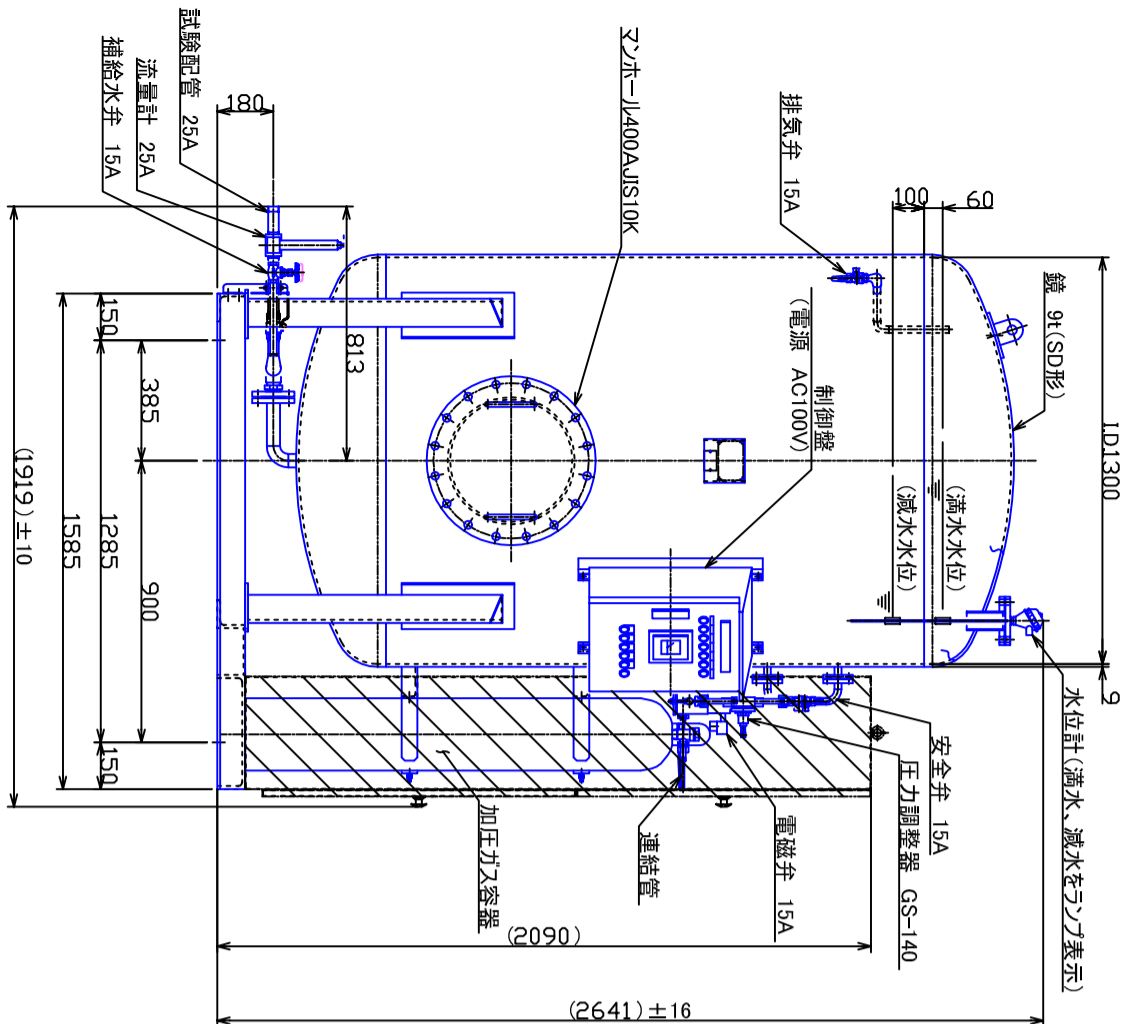 試験配管 25A
流量計 25A
補給水弁 15A
180
マンホール400AJIS10K
排気弁 15A
100
60
鏡 9t(SD形)
ID1300
9
制御盤
(電源 AC100V)
(満水水位)
(減水水位)
水位計(満水、減水をランプ表示)
安全弁 15A
圧力調整器 GS-140
電磁弁 15A
連結管
加圧ガス容器
813
150
385
900
1285
150
1585
(1919)±10
(2090)
(2641)±16